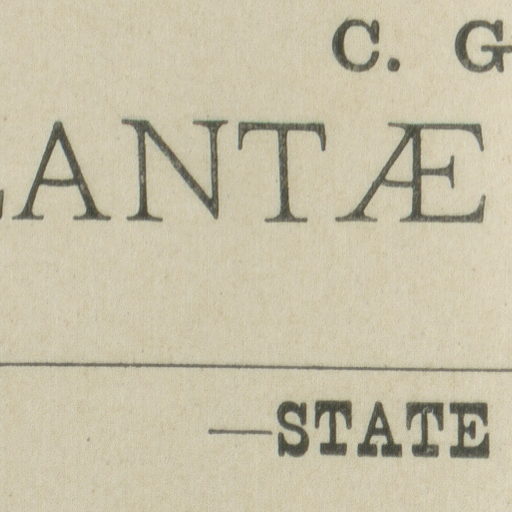 C. G
LANTÆ
—STATE